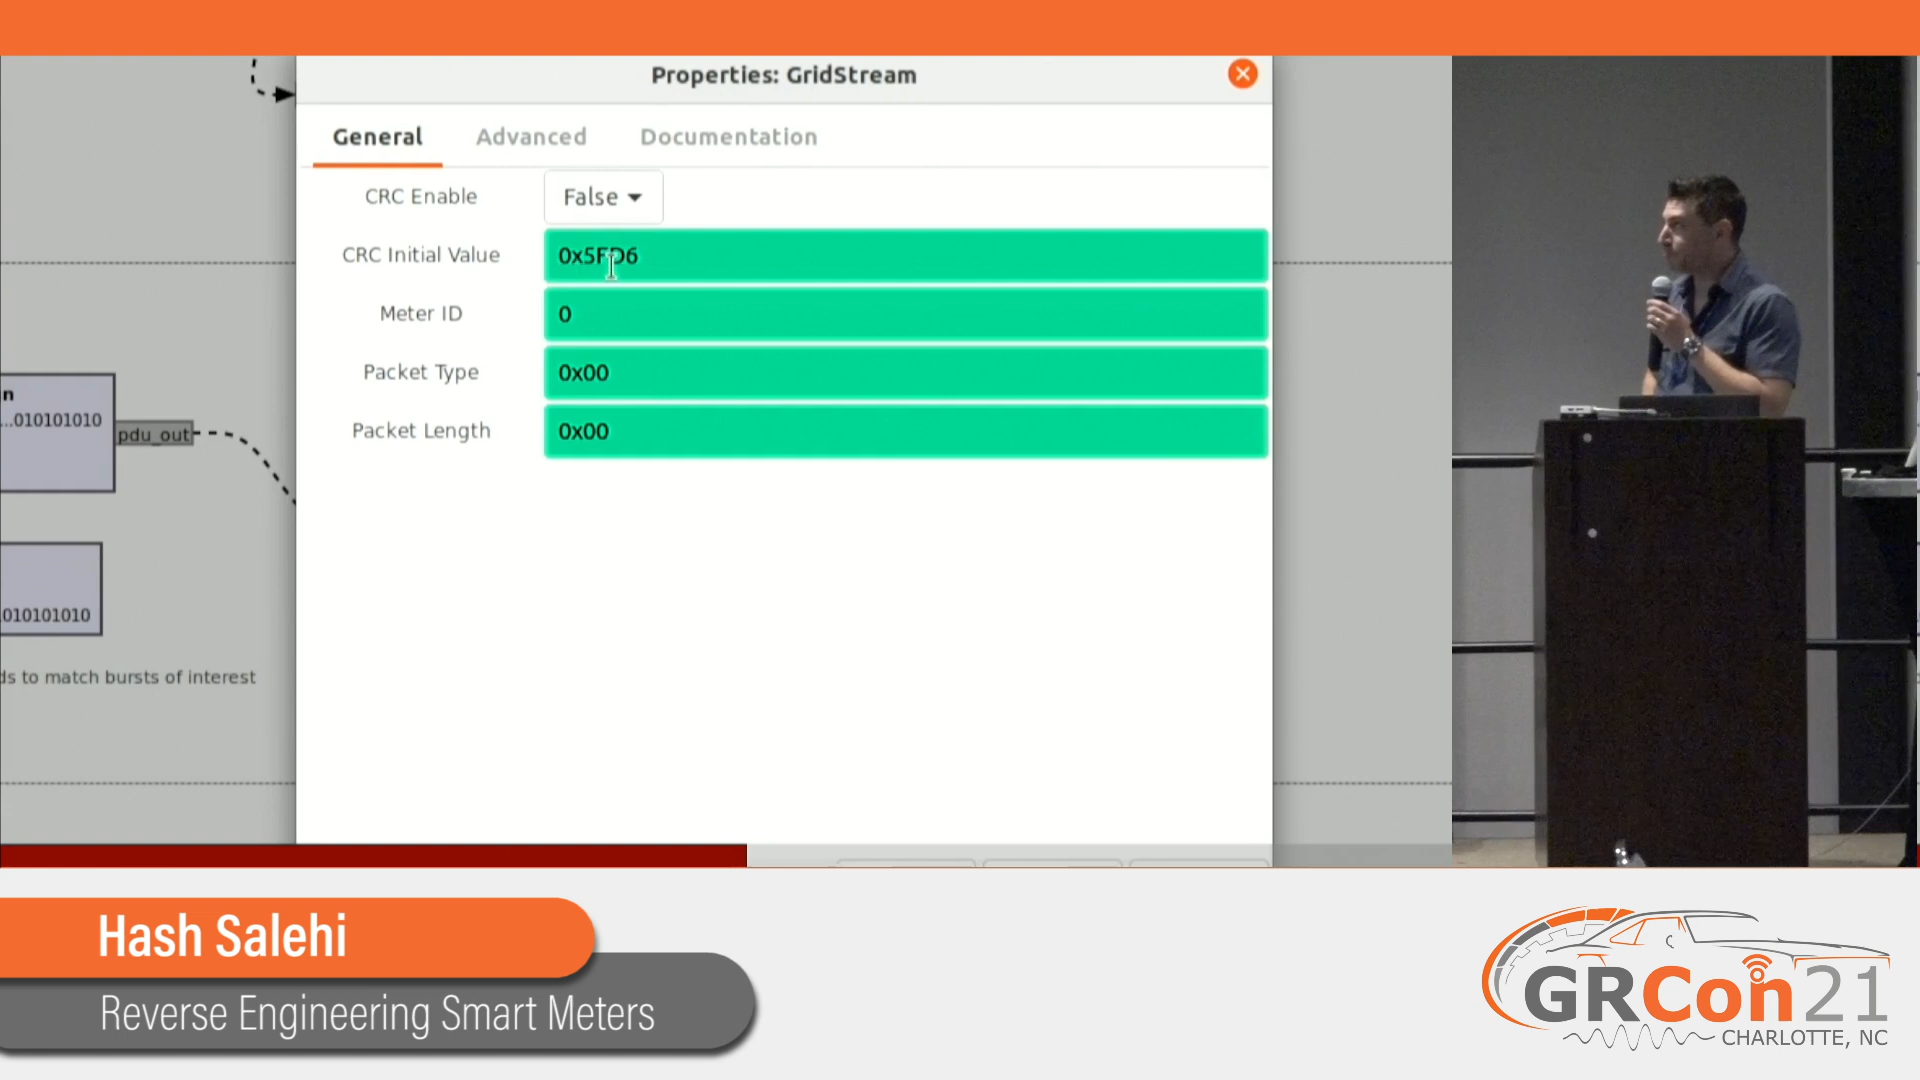 Properties: GridStream
General Advanced Documentation
CRC Enable False
CRC Initial Value 0x5FD6
Meter ID 0
Packet Type 0x00
Packet Length 0x00
n
...010101010
pdu_out
010101010
ds to match bursts of interest
Hash Salehi
Reverse Engineering Smart Meters
GRCon21
CHARLOTTE, NC